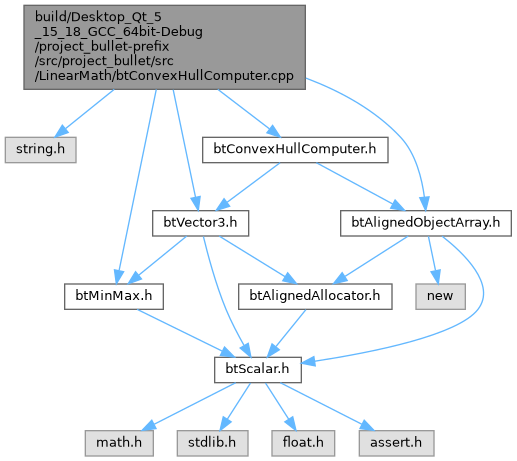 build/Desktop_Qt_5
_15_18_GCC_64bit-Debug
/project_bullet-prefix
/src/project_bullet/src
/LinearMath/btConvexHullComputer.cpp
string.h
btConvexHullComputer.h
btVector3.h
btAlignedObjectArray.h
btMinMax.h
btAlignedAllocator.h
new
btScalar.h
math.h
stdlib.h
float.h
assert.h